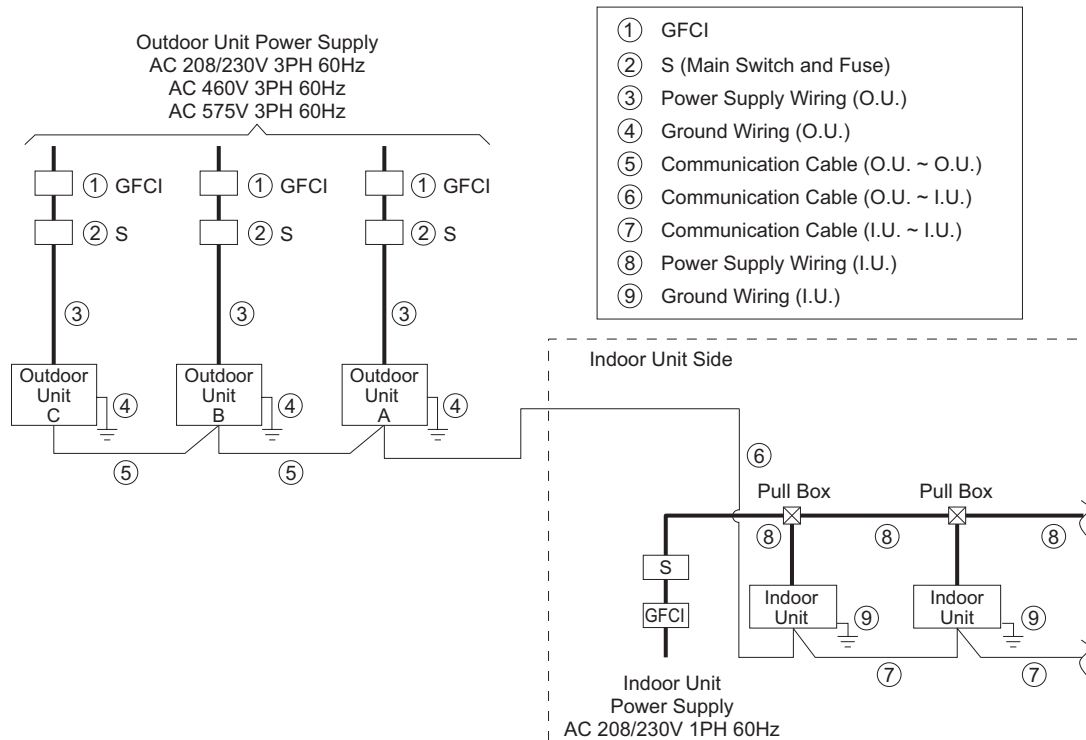 Outdoor Unit Power Supply
AC 208/230V 3PH 60Hz
AC 460V 3PH 60Hz
AC 575V 3PH 60Hz
① GFCI
② S (Main Switch and Fuse)
③ Power Supply Wiring (O.U.)
④ Ground Wiring (O.U.)
⑤ Communication Cable (O.U. ~ O.U.)
⑥ Communication Cable (O.U. ~ I.U.)
⑦ Communication Cable (I.U. ~ I.U.)
⑧ Power Supply Wiring (I.U.)
⑨ Ground Wiring (I.U.)
① GFCI
① GFCI
① GFCI
② S
② S
② S
③
③
③
Outdoor
Unit
C
④
Outdoor
Unit
B
④
Outdoor
Unit
A
④
⑤
⑤
Indoor Unit Side
⑥
Pull Box
Pull Box
⑧
⑧
⑧
S
GFCI
Indoor
Unit
⑨
Indoor
Unit
⑨
⑦
⑦
Indoor Unit
Power Supply
AC 208/230V 1PH 60Hz